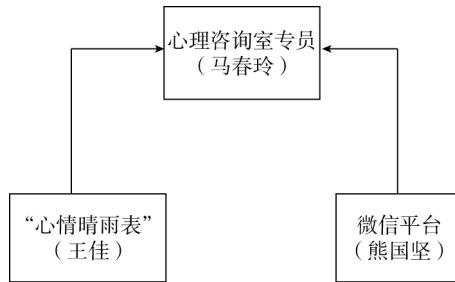 心理咨询室专员
（马春玲）
“心情晴雨表”
（王佳）
微信平台
（熊国坚）